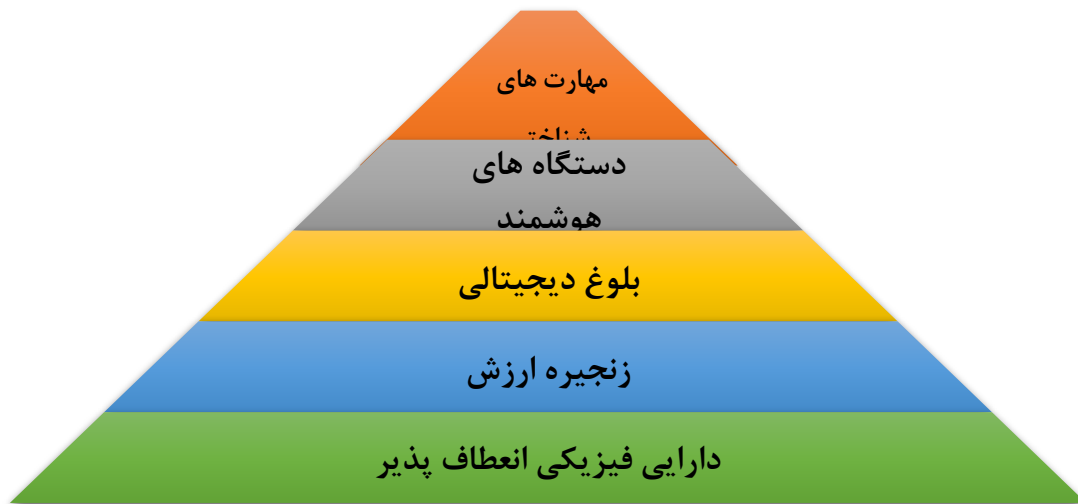 مهارت های
دستگاه های
هوشمند
بلوغ دیجیتالی
زنجیره ارزش
دارایی فیزیکی انعطاف پذیر